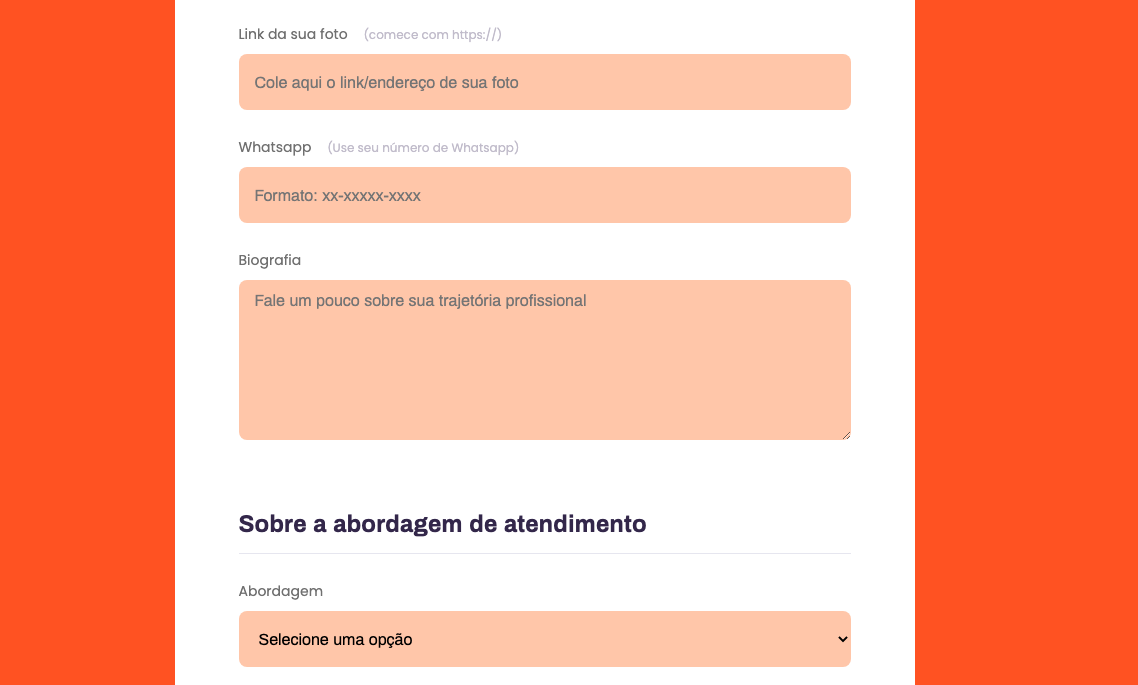 Link da sua foto (comece com https://)
Cole aqui o link/endereço de sua foto
Whatsapp (Use seu número de Whatsapp)
Formato: xx-xxxxx-xxxx
Biografia
Fale um pouco sobre sua trajetória profissional
Sobre a abordagem de atendimento
Abordagem
Selecione uma opção